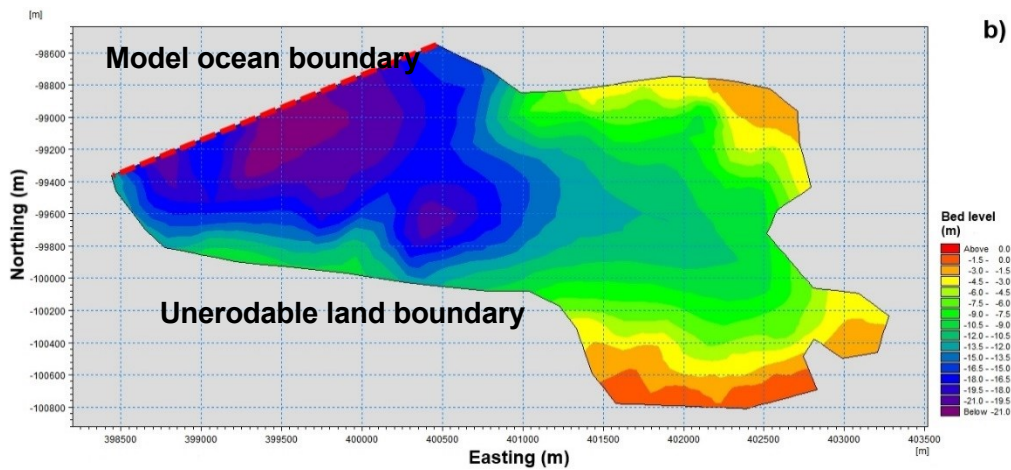 [m]
b)
Model ocean boundary
-98600
-98800
-99000
-99200
-99400
-99600
-99800
-100000
-100200
-100400
-100600
-100800
Northing (m)
Unerodable land boundary
Bed level
(m)
Above 0.0
-1.5 - 0.0
-3.0 - -1.5
-4.5 - -3.0
-6.0 - -4.5
-7.5 - -6.0
-9.0 - -7.5
-10.5 - -9.0
-12.0 - -10.5
-13.5 - -12.0
-15.0 - -13.5
-16.5 - -15.0
-18.0 - -16.5
-19.5 - -18.0
-21.0 - -19.5
Below -21.0
398500 399000 399500 400000 400500 401000 401500 402000 402500 403000 403500
Easting (m)
[m]